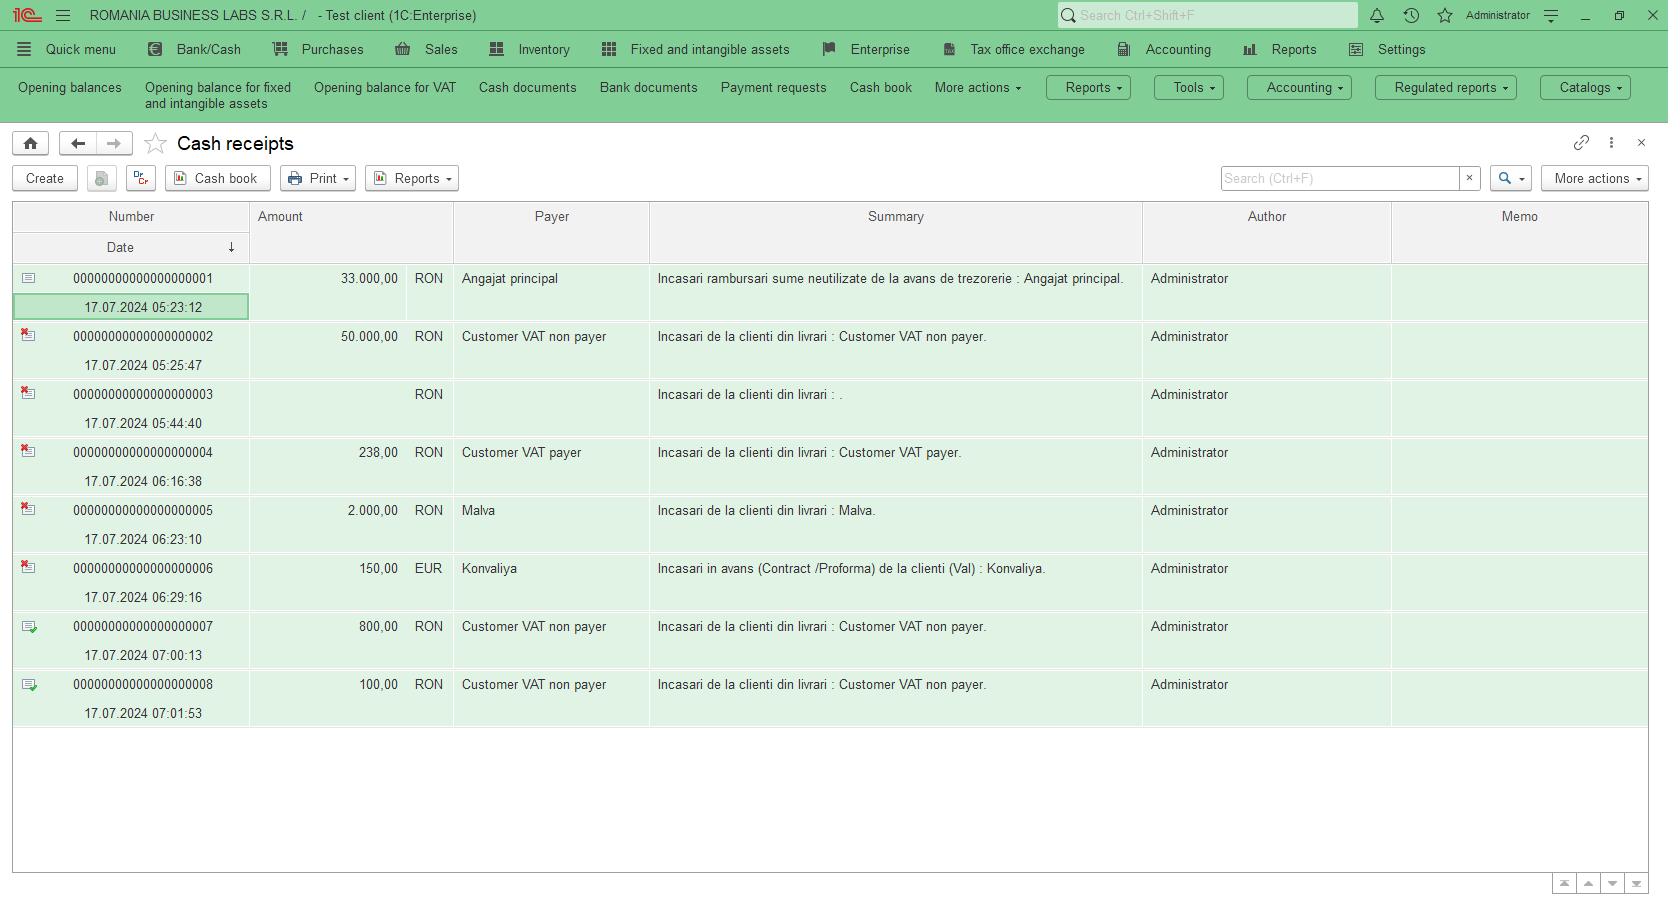 ROMANIA BUSINESS LABS S.R.L. / - Test client (1C:Enterprise)
Search Ctrl+Shift+F
Administrator
Quick menu Bank/Cash Purchases Sales Inventory Fixed and intangible assets Enterprise Tax office exchange Accounting Reports Settings
Opening balances Opening balance for fixed and intangible assets Opening balance for VAT Cash documents Bank documents Payment requests Cash book More actions Reports Tools Accounting Regulated reports Catalogs
Cash receipts
Create Dr Cr Cash book Print Reports Search (Ctrl+F) × More actions
Number Amount Payer Summary Author Memo
Date ↓
00000000000000000001 33.000,00 RON Angajat principal Incasari rambursari sume neutilizate de la avans de trezorerie : Angajat principal. Administrator
17.07.2024 05:23:12
00000000000000000002 50.000,00 RON Customer VAT non payer Incasari de la clienti din livrari : Customer VAT non payer. Administrator
17.07.2024 05:25:47
00000000000000000003 RON Incasari de la clienti din livrari : . Administrator
17.07.2024 05:44:40
00000000000000000004 238,00 RON Customer VAT payer Incasari de la clienti din livrari : Customer VAT payer. Administrator
17.07.2024 06:16:38
00000000000000000005 2.000,00 RON Malva Incasari de la clienti din livrari : Malva. Administrator
17.07.2024 06:23:10
00000000000000000006 150,00 EUR Konvaliya Incasari in avans (Contract /Proforma) de la clienti (Val) : Konvaliya. Administrator
17.07.2024 06:29:16
00000000000000000007 800,00 RON Customer VAT non payer Incasari de la clienti din livrari : Customer VAT non payer. Administrator
17.07.2024 07:00:13
00000000000000000008 100,00 RON Customer VAT non payer Incasari de la clienti din livrari : Customer VAT non payer. Administrator
17.07.2024 07:01:53